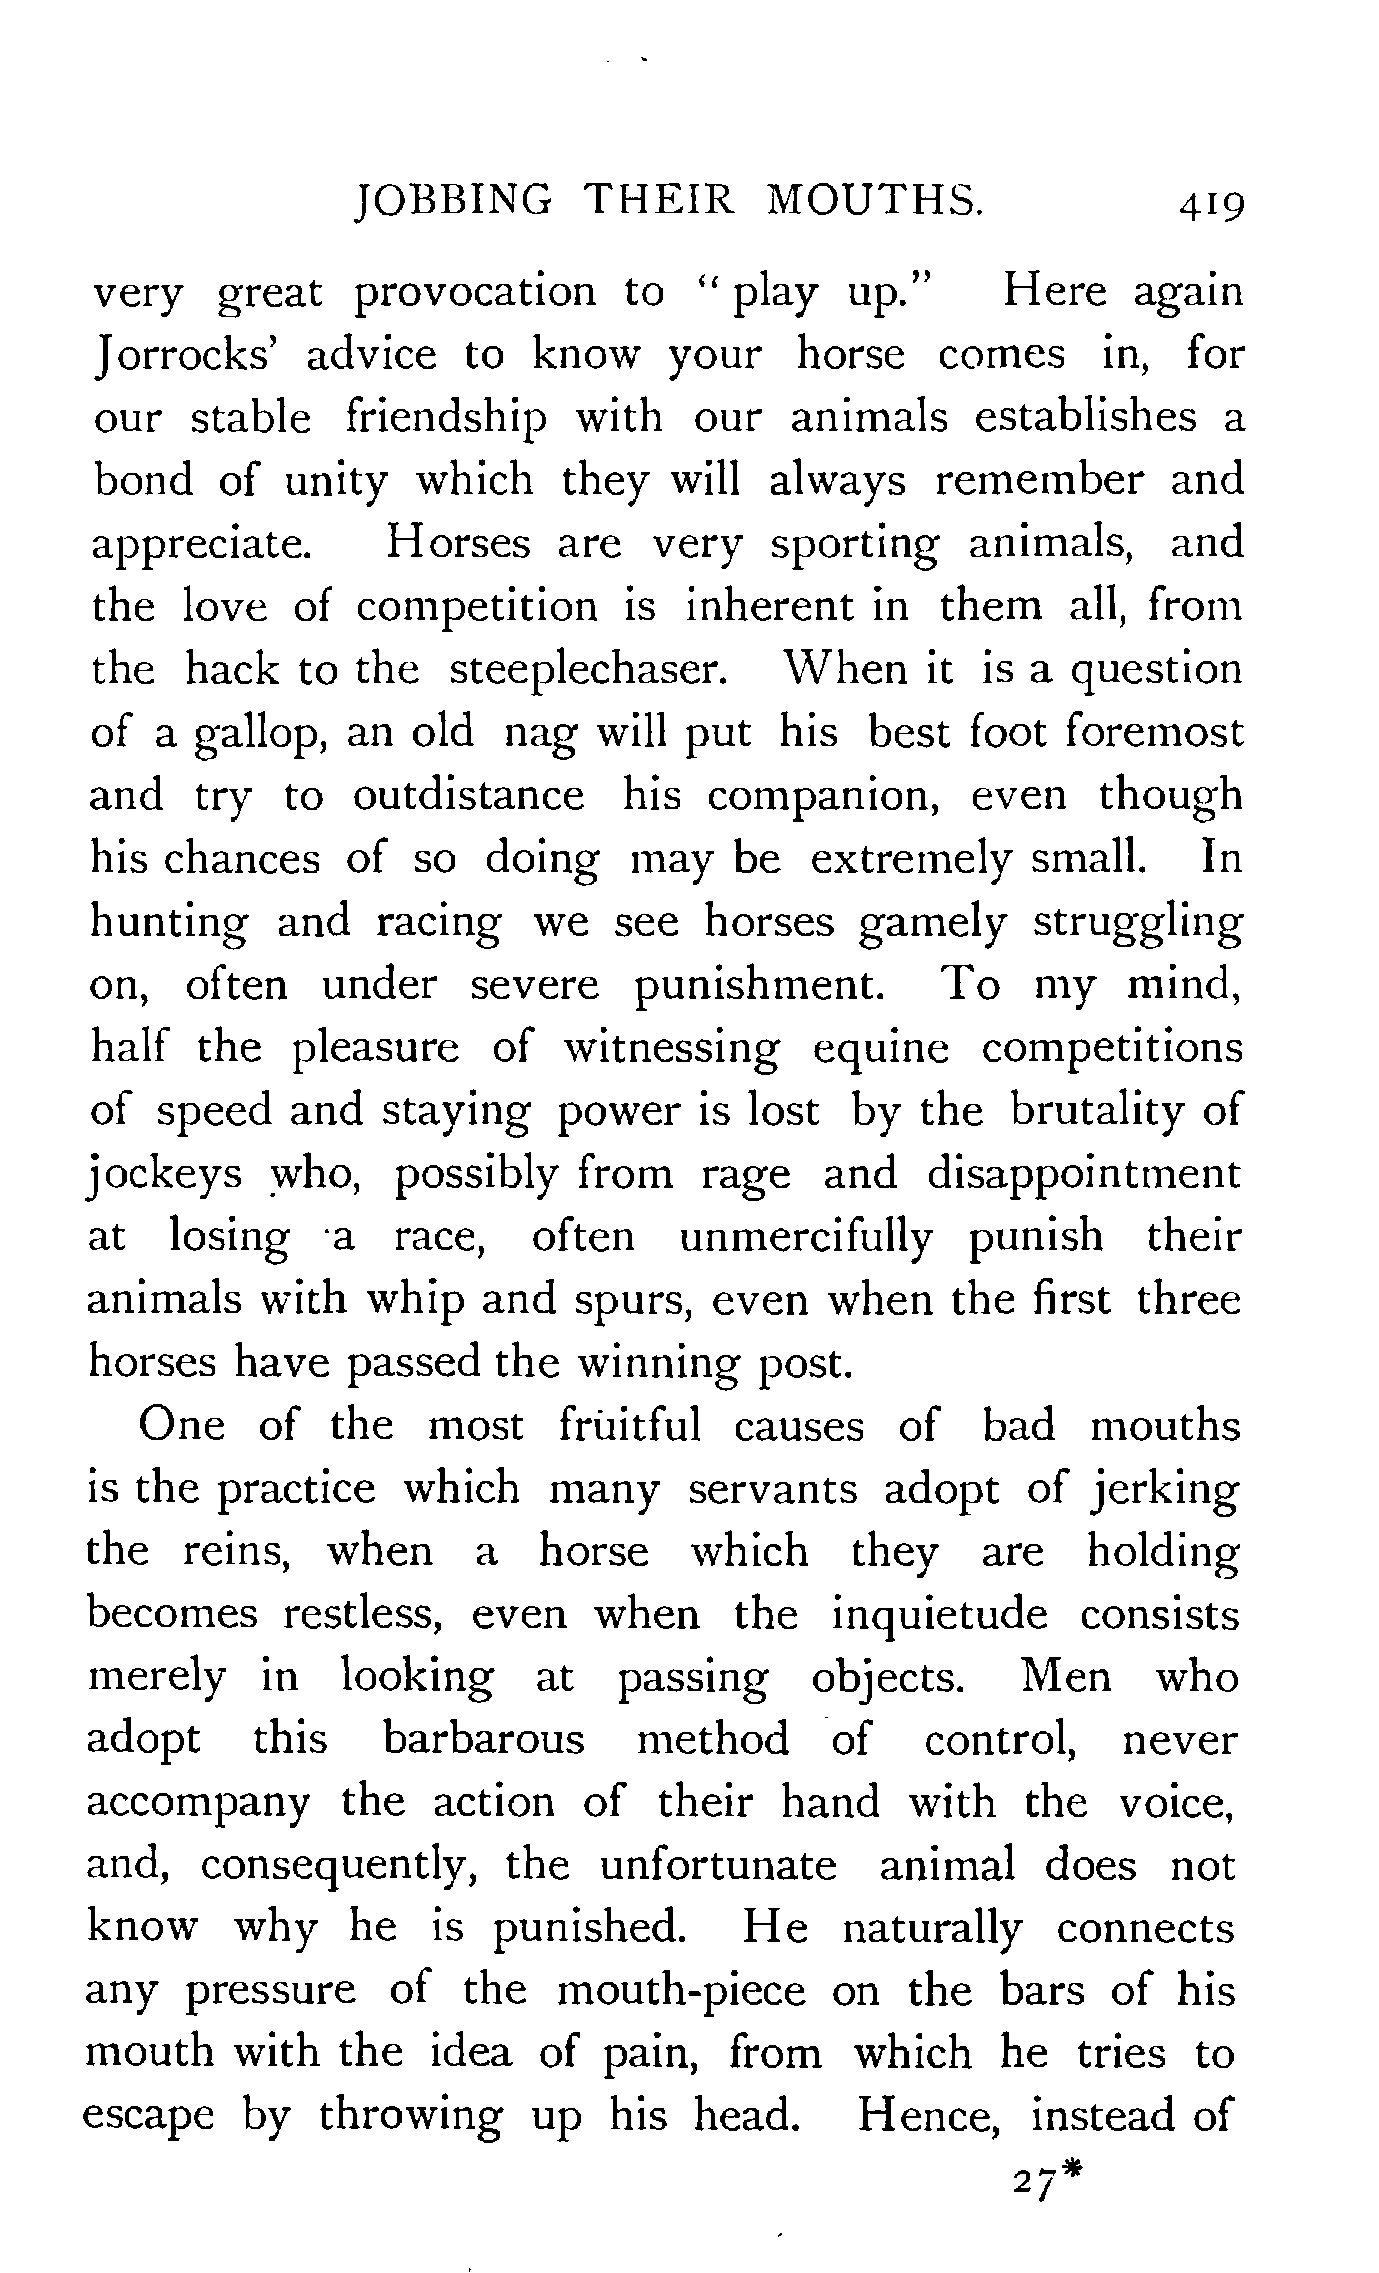 JOBBING THEIR MOUTHS. 419
very great provocation to “ play up.” Here again
Jorrocks’ advice to know your horse comes in, for
our stable friendship with our animals establishes a
bond of unity which they will always remember and
appreciate. Horses are very sporting animals, and
the love of competition is inherent in them all, from
the hack to the steeplechaser. When it is a question
of a gallop, an old nag will put his best foot foremost
and try to outdistance his companion, even though
his chances of so doing may be extremely small. In
hunting and racing we see horses gamely struggling
on, often under severe punishment. To my mind,
half the pleasure of witnessing equine competitions
of speed and staying power is lost by the brutality of
jockeys who, possibly from rage and disappointment
at losing a race, often unmercifully punish their
animals with whip and spurs, even when the first three
horses have passed the winning post.
One of the most fruitful causes of bad mouths
is the practice which many servants adopt of jerking
the reins, when a horse which they are holding
becomes restless, even when the inquietude consists
merely in looking at passing objects. Men who
adopt this barbarous method of control, never
accompany the action of their hand with the voice,
and, consequently, the unfortunate animal does not
know why he is punished. He naturally connects
any pressure of the mouth-piece on the bars of his
mouth with the idea of pain, from which he tries to
escape by throwing up his head. Hence, instead of
27*